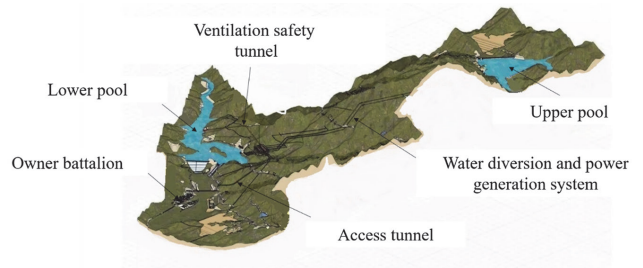 Ventilation safety
tunnel
Lower pool
Upper pool
Owner battalion
Water diversion and power
generation system
Access tunnel